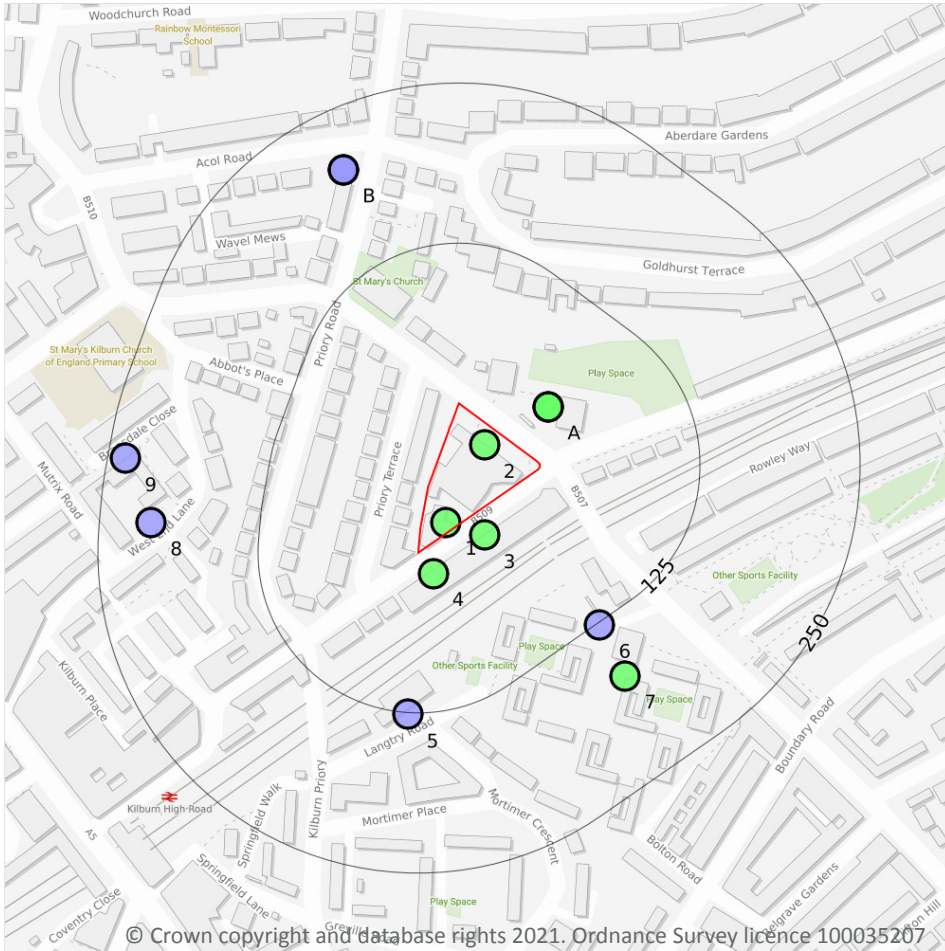 Woodchurch Road
Rainbow Montessori
School
Aberdare Gardens
Acol Road
B
B510
Wavel Mews
Goldhurst Terrace
St Mary's Church
Priory Road
St Mary's Kilburn Church
of England Primary School
Abbot's Place
Play Space
A
Priory Terrace
2
Rowley Way
9
Mutrix Road
B507
B509
West End Lane
8
1
3
125
Other Sports Facility
4
250
Play Space
6
Other Sports Facility
7
Play Space
Kilburn Place
5
Langtry Road
Boundary Road
Kilburn High Road
Springfield Walk
Kilburn Priory
Mortimer Place
Mortimer Crescent
A5
Bolton Road
Springfield Lane
Coventry Close
Play Space
© Crown copyright and database rights 2021. Ordnance Survey licence 100035207